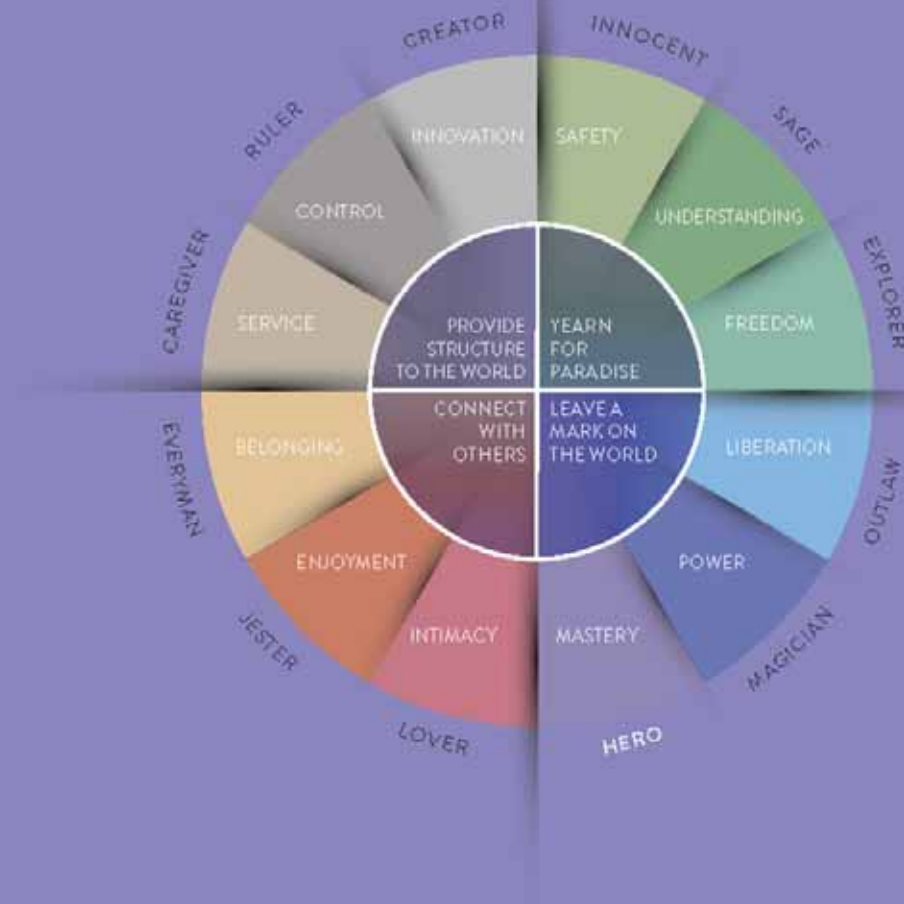 CREATOR
INNOCENT
RULER
SAGE
CAREGIVER
EXPLORER
EVERYMAN
OUTLAW
JESTER
MAGICIAN
LOVER
HERO
INNOVATION
SAFETY
CONTROL
UNDERSTANDING
SERVICE
FREEDOM
BELONGING
LIBERATION
ENJOYMENT
POWER
INTIMACY
MASTERY
PROVIDE
STRUCTURE
TO THE WORLD
YEARN
FOR
PARADISE
CONNECT
WITH
OTHERS
LEAVE A
MARK ON
THE WORLD